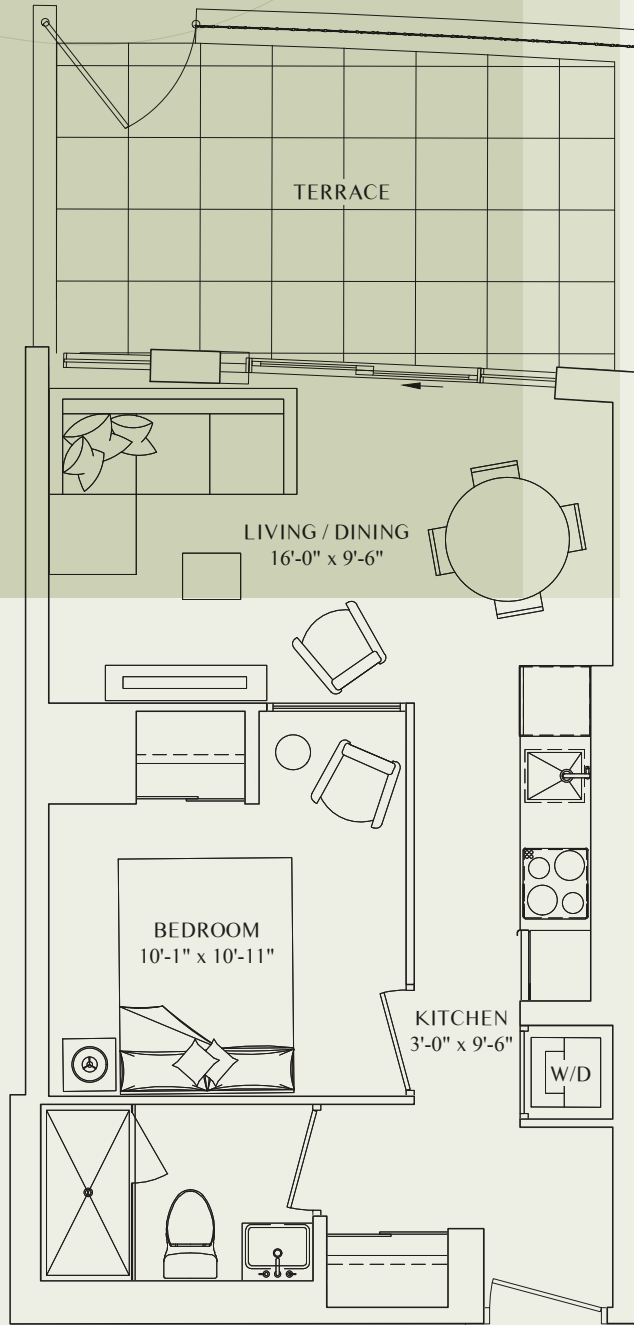 TERRACE
LIVING / DINING
16'-0" x 9'-6"
BEDROOM
10'-1" x 10'-11"
KITCHEN
3'-0" x 9'-6"
W/D